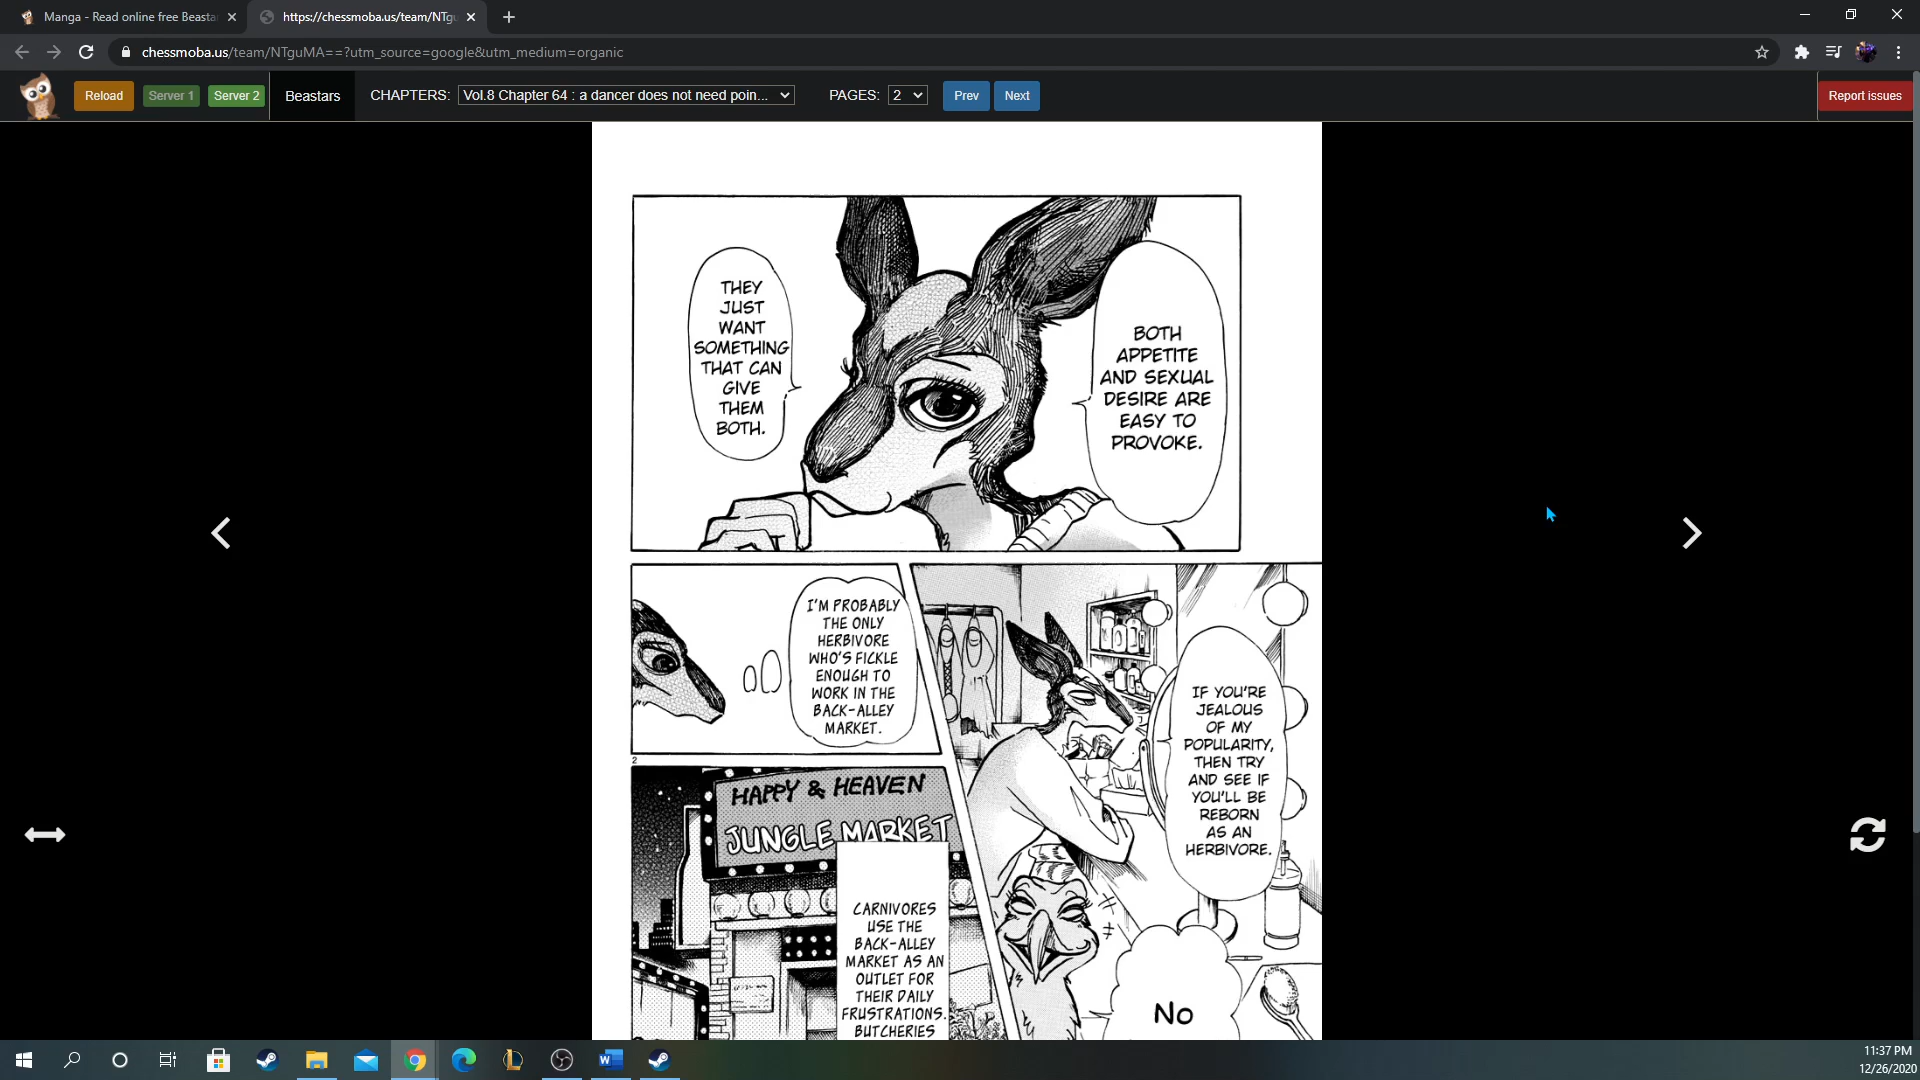 Manga - Read online free Beasta
https://chessmoba.us/team/NTgu
chessmoba.us/team/NTguMA==?utm_source=google&utm_medium=organic
Reload
Server 1
Server 2
Beastars
CHAPTERS:
Vol.8 Chapter 64 : a dancer does not need poin...
PAGES:
2
Prev
Next
Report issues
BOTH
APPETITE
AND SEXUAL
DESIRE ARE
EASY TO
PROVOKE.
THEY
JUST
WANT
SOMETHING
THAT CAN
GIVE
THEM
BOTH.
IF YOU'RE
JEALOUS
OF MY
POPULARITY,
THEN TRY
AND SEE IF
YOU'LL BE
REBORN
AS AN
HERBIVORE.
NO
I'M PROBABLY
THE ONLY
HERBIVORE
WHO'S FICKLE
ENOUGH TO
WORK IN THE
BACK-ALLEY
MARKET.
2
HAPPY & HEAVEN
JUNGLE MARKET
CARNIVORES
USE THE
BACK-ALLEY
MARKET AS AN
OUTLET FOR
THEIR DAILY
FRUSTRATIONS.
BUTCHERIES
11:37 PM
12/26/2020